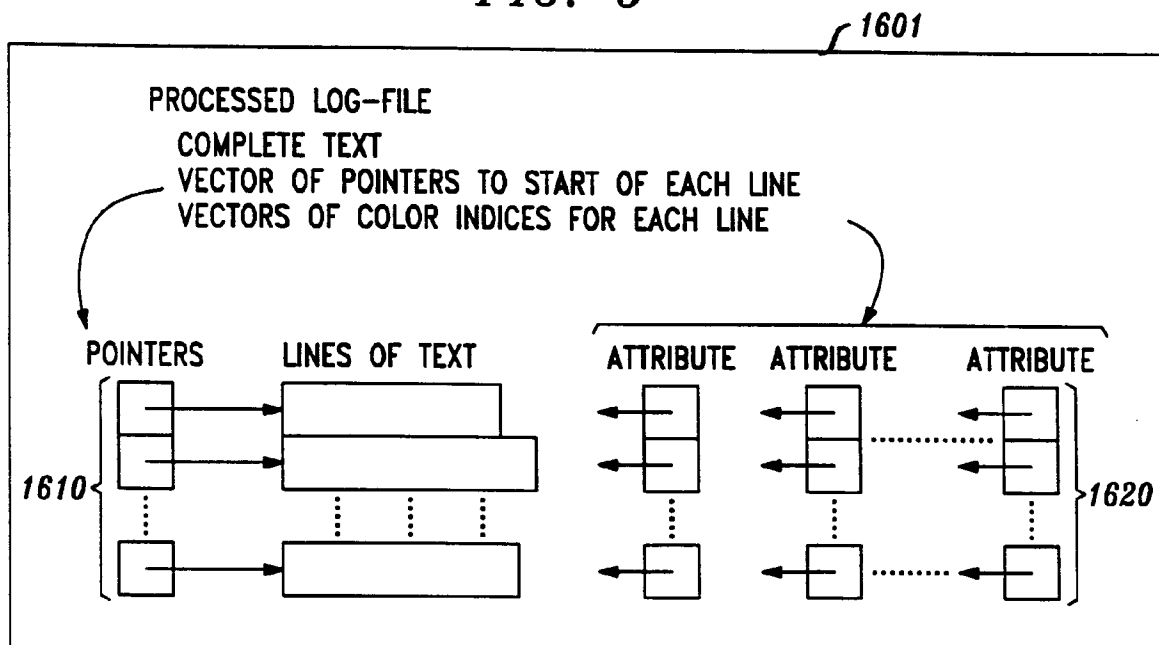 1601
PROCESSED LOG-FILE
COMPLETE TEXT
VECTOR OF POINTERS TO START OF EACH LINE
VECTORS OF COLOR INDICES FOR EACH LINE
POINTERS LINES OF TEXT ATTRIBUTE ATTRIBUTE ATTRIBUTE
1610 1620